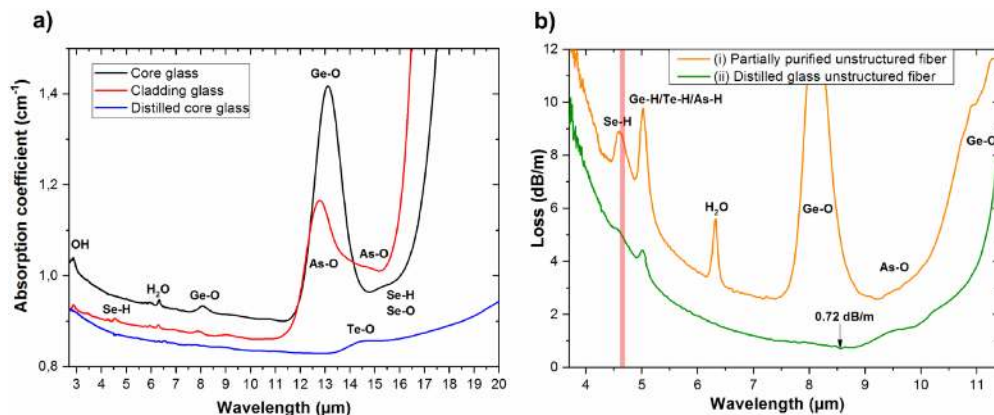 a)
Absorption coefficient (cm⁻¹)
1,4
1,2
1,0
0,8
Core glass
Cladding glass
Distilled core glass
Ge-O
OH
Se-H
H₂O
Ge-O
As-O
As-O
Se-H
Se-O
Te-O
3 4 5 6 7 8 9 10 11 12 13 14 15 16 17 18 19 20
Wavelength (µm)
b)
Loss (dB/m)
12
10
8
6
4
2
0
(i) Partially purified unstructured fiber
(ii) Distilled glass unstructured fiber
Ge-H/Te-H/As-H
Se-H
Ge-O
H₂O
Ge-O
As-O
0.72 dB/m
4 5 6 7 8 9 10 11
Wavelength (µm)